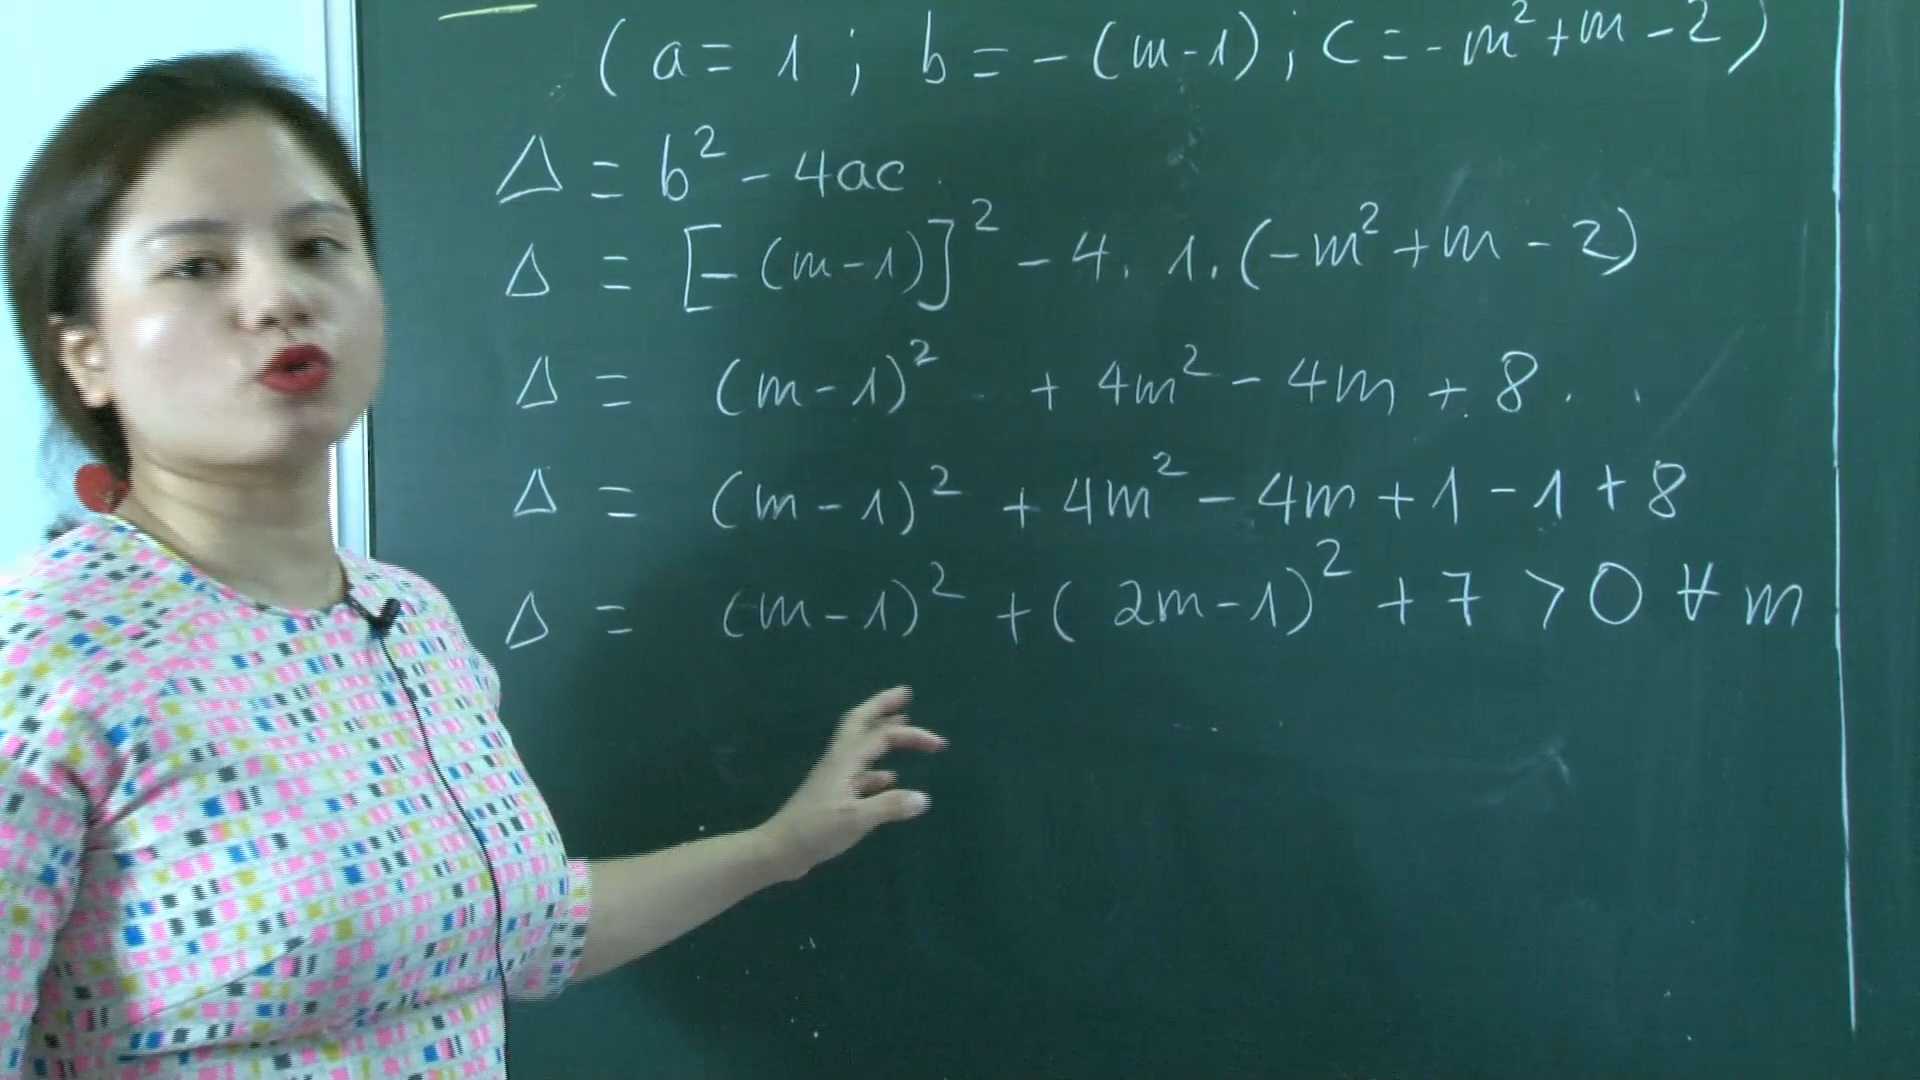 ( a = 1 ; b = - (m-1) ; c = - m² + m - 2 )
Δ = b² - 4ac
Δ = [- (m-1)]² - 4. 1. (-m² + m - 2)
Δ = (m-1)² + 4m² - 4m + 8
Δ = (m-1)² + 4m² - 4m + 1 - 1 + 8
Δ = (m-1)² + (2m-1)² + 7 > 0 ∀ m